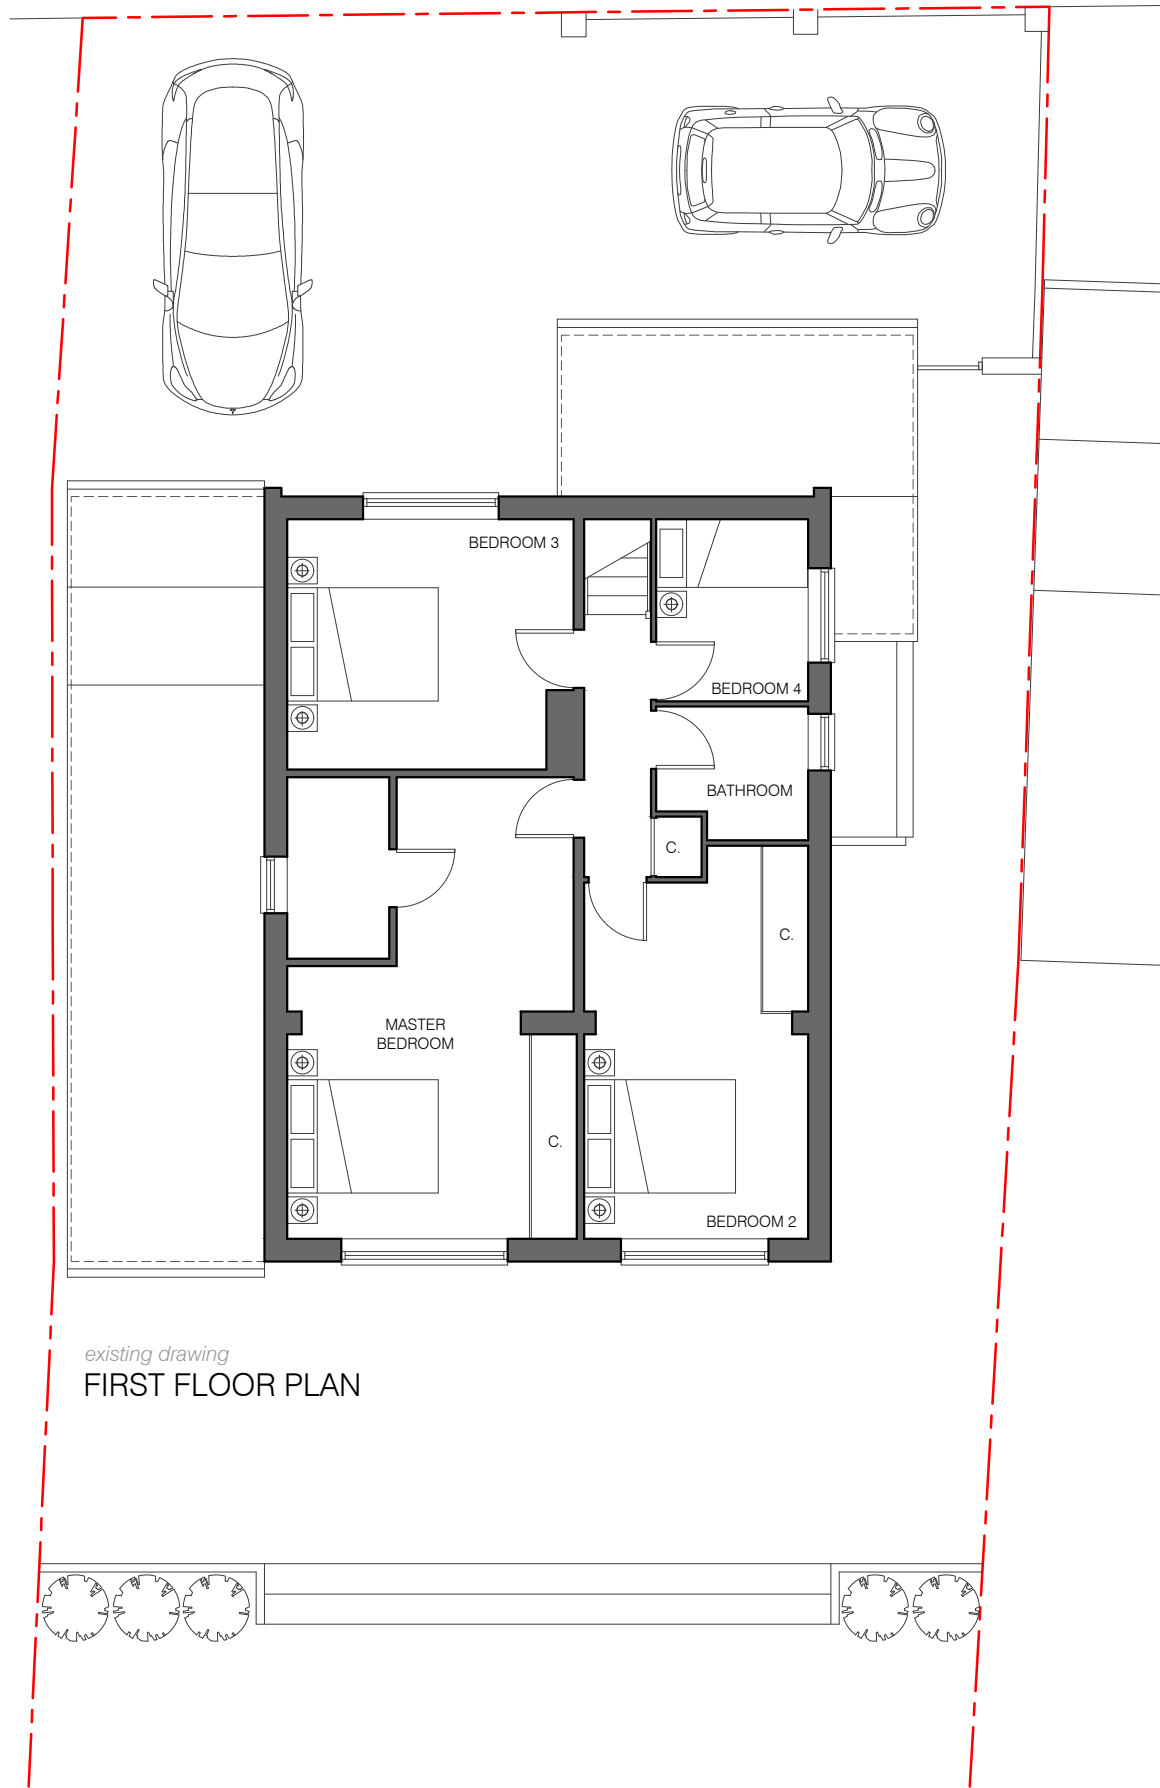 BEDROOM 3
BEDROOM 4
BATHROOM
C.
C.
MASTER
BEDROOM
C.
BEDROOM 2
existing drawing
FIRST FLOOR PLAN